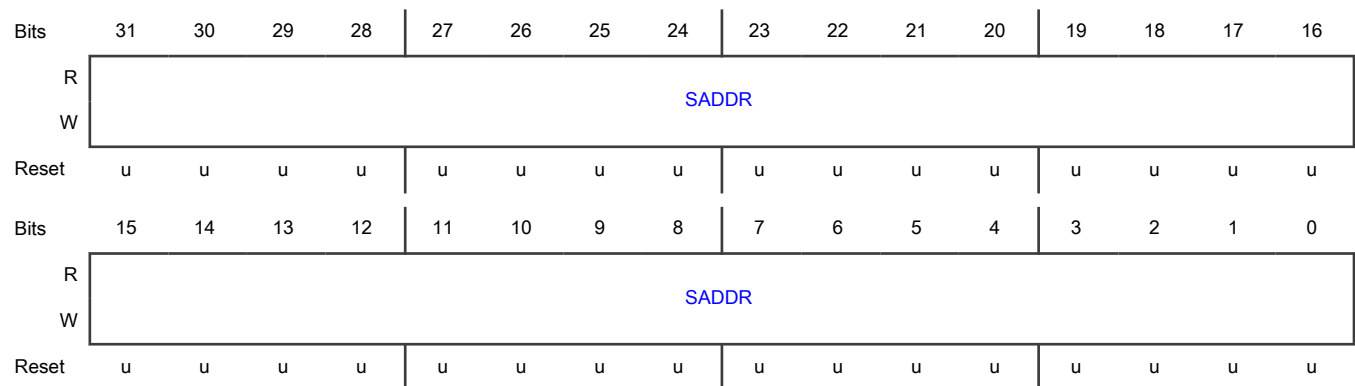 Bits 31 30 29 28 27 26 25 24 23 22 21 20 19 18 17 16
R
SADDR
W
Reset u u u u u u u u u u u u u u u u
Bits 15 14 13 12 11 10 9 8 7 6 5 4 3 2 1 0
R
SADDR
W
Reset u u u u u u u u u u u u u u u u